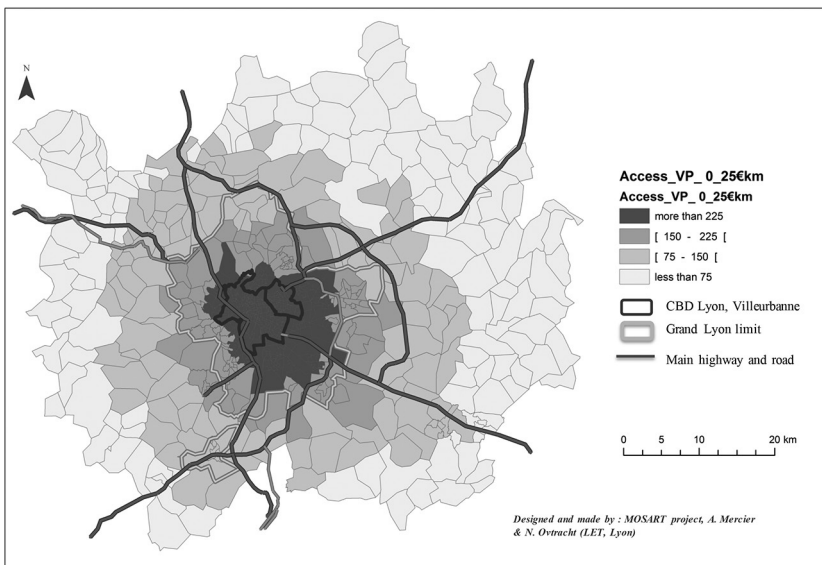 N
Access_VP_ 0_25€km
Access_VP_ 0_25€km
more than 225
[ 150 - 225 [
[ 75 - 150 [
less than 75
CBD Lyon, Villeurbanne
Grand Lyon limit
Main highway and road
0 5 10 20 km
Designed and made by : MOSART project, A. Mercier
& N. Ovtracht (LET, Lyon)